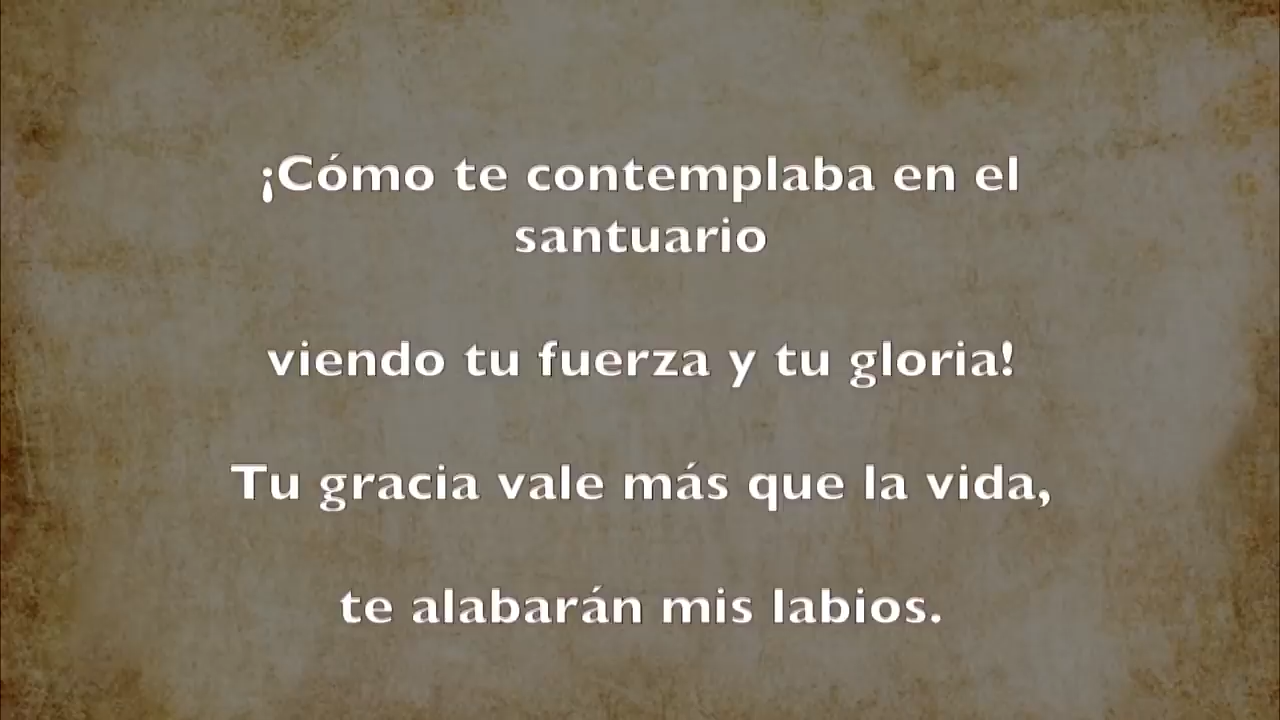 ¡Cómo te contemplaba en el
santuario
viendo tu fuerza y tu gloria!
Tu gracia vale más que la vida,
te alabarán mis labios.